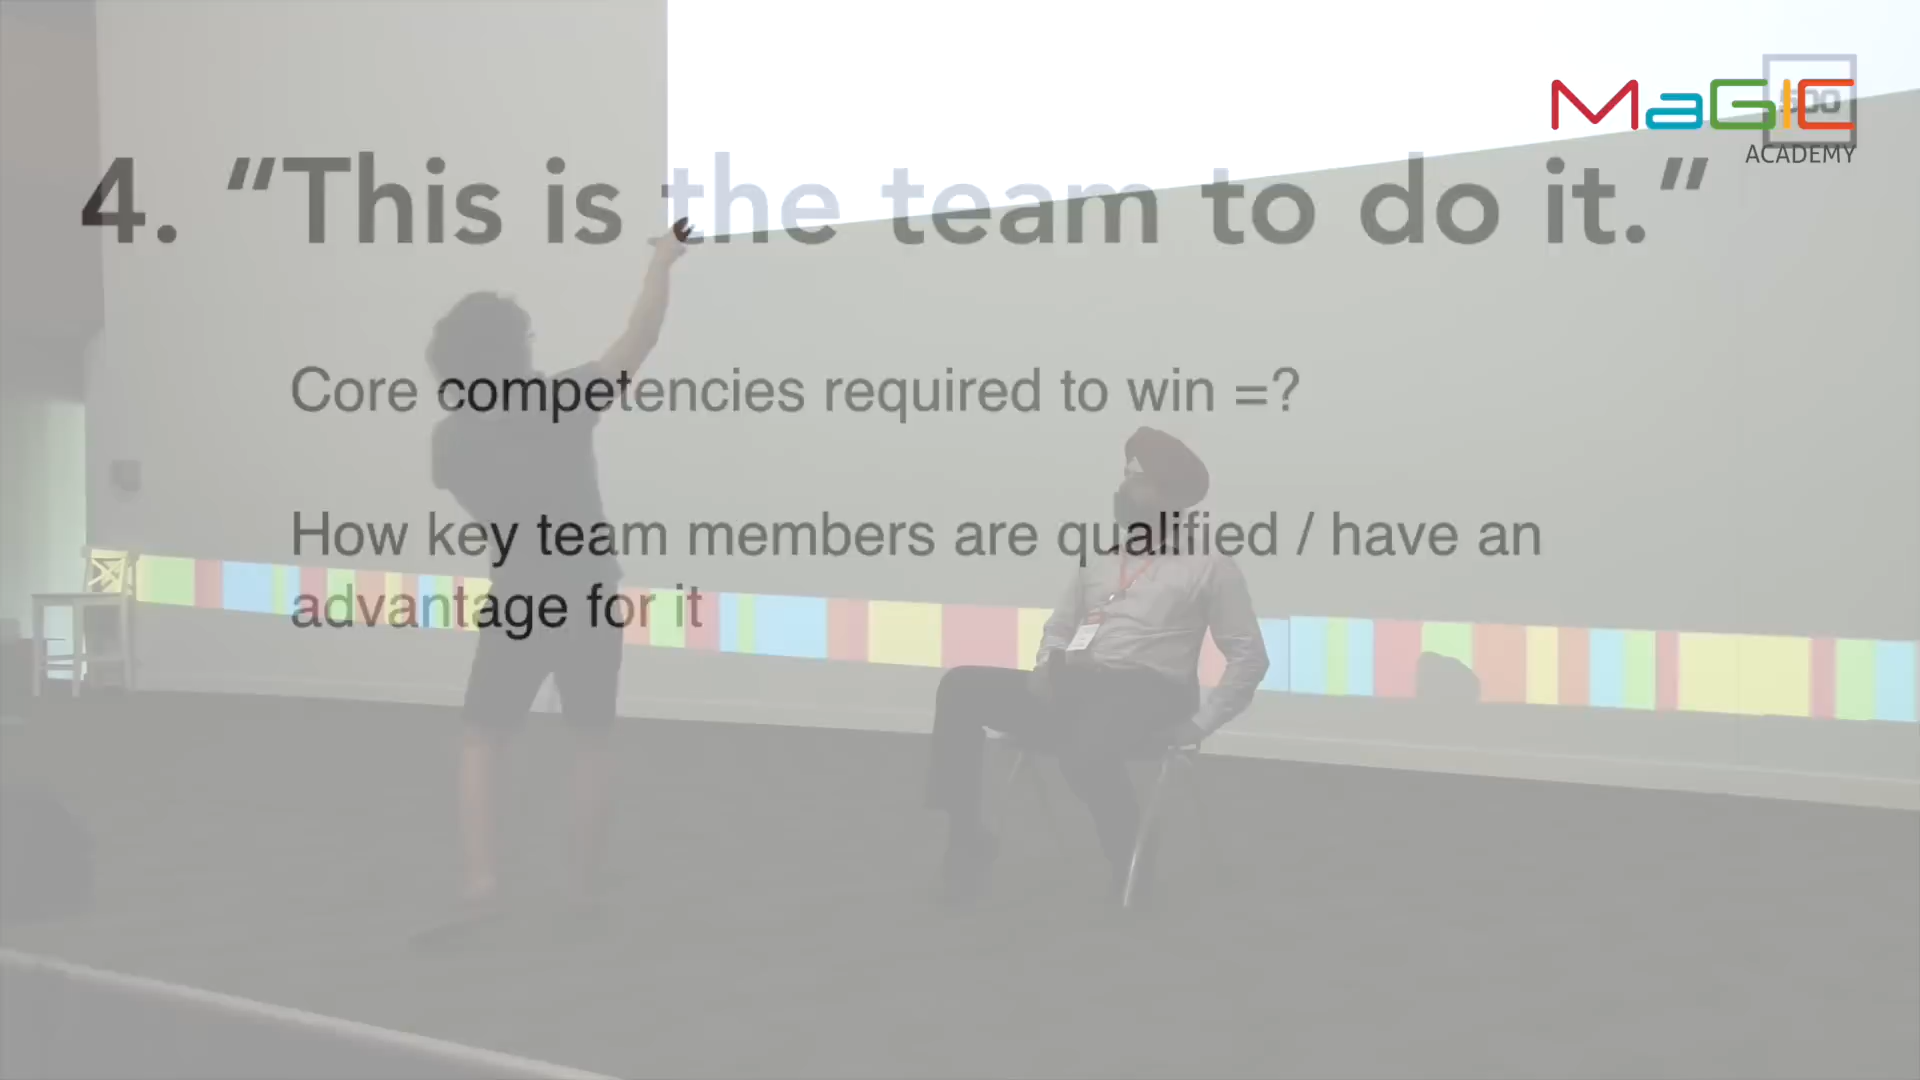 MaGIC
500
ACADEMY
4. “This is the team to do it.”
Core competencies required to win =?
How key team members are qualified / have an
advantage for it